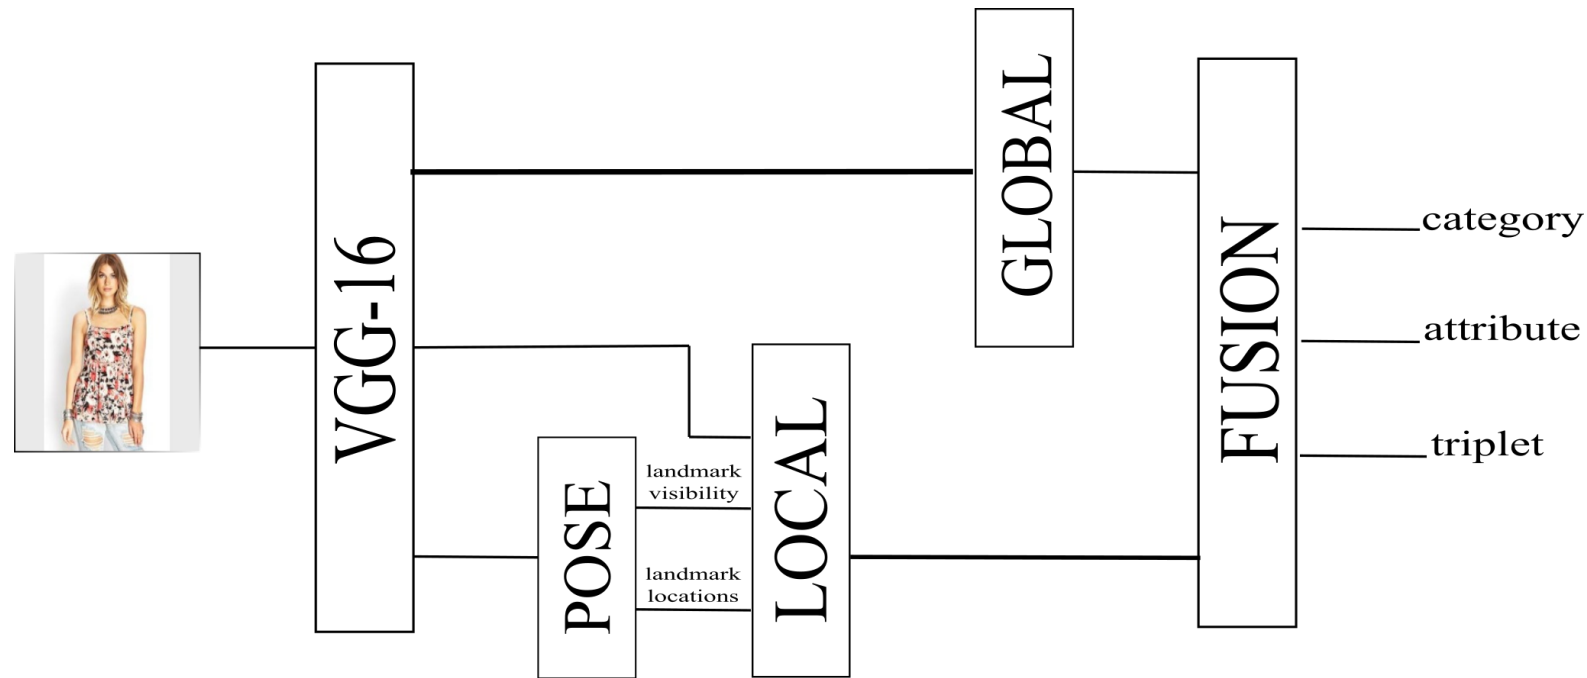 VGG-16
POSE
landmark
visibility
landmark
locations
LOCAL
GLOBAL
FUSION
category
attribute
triplet